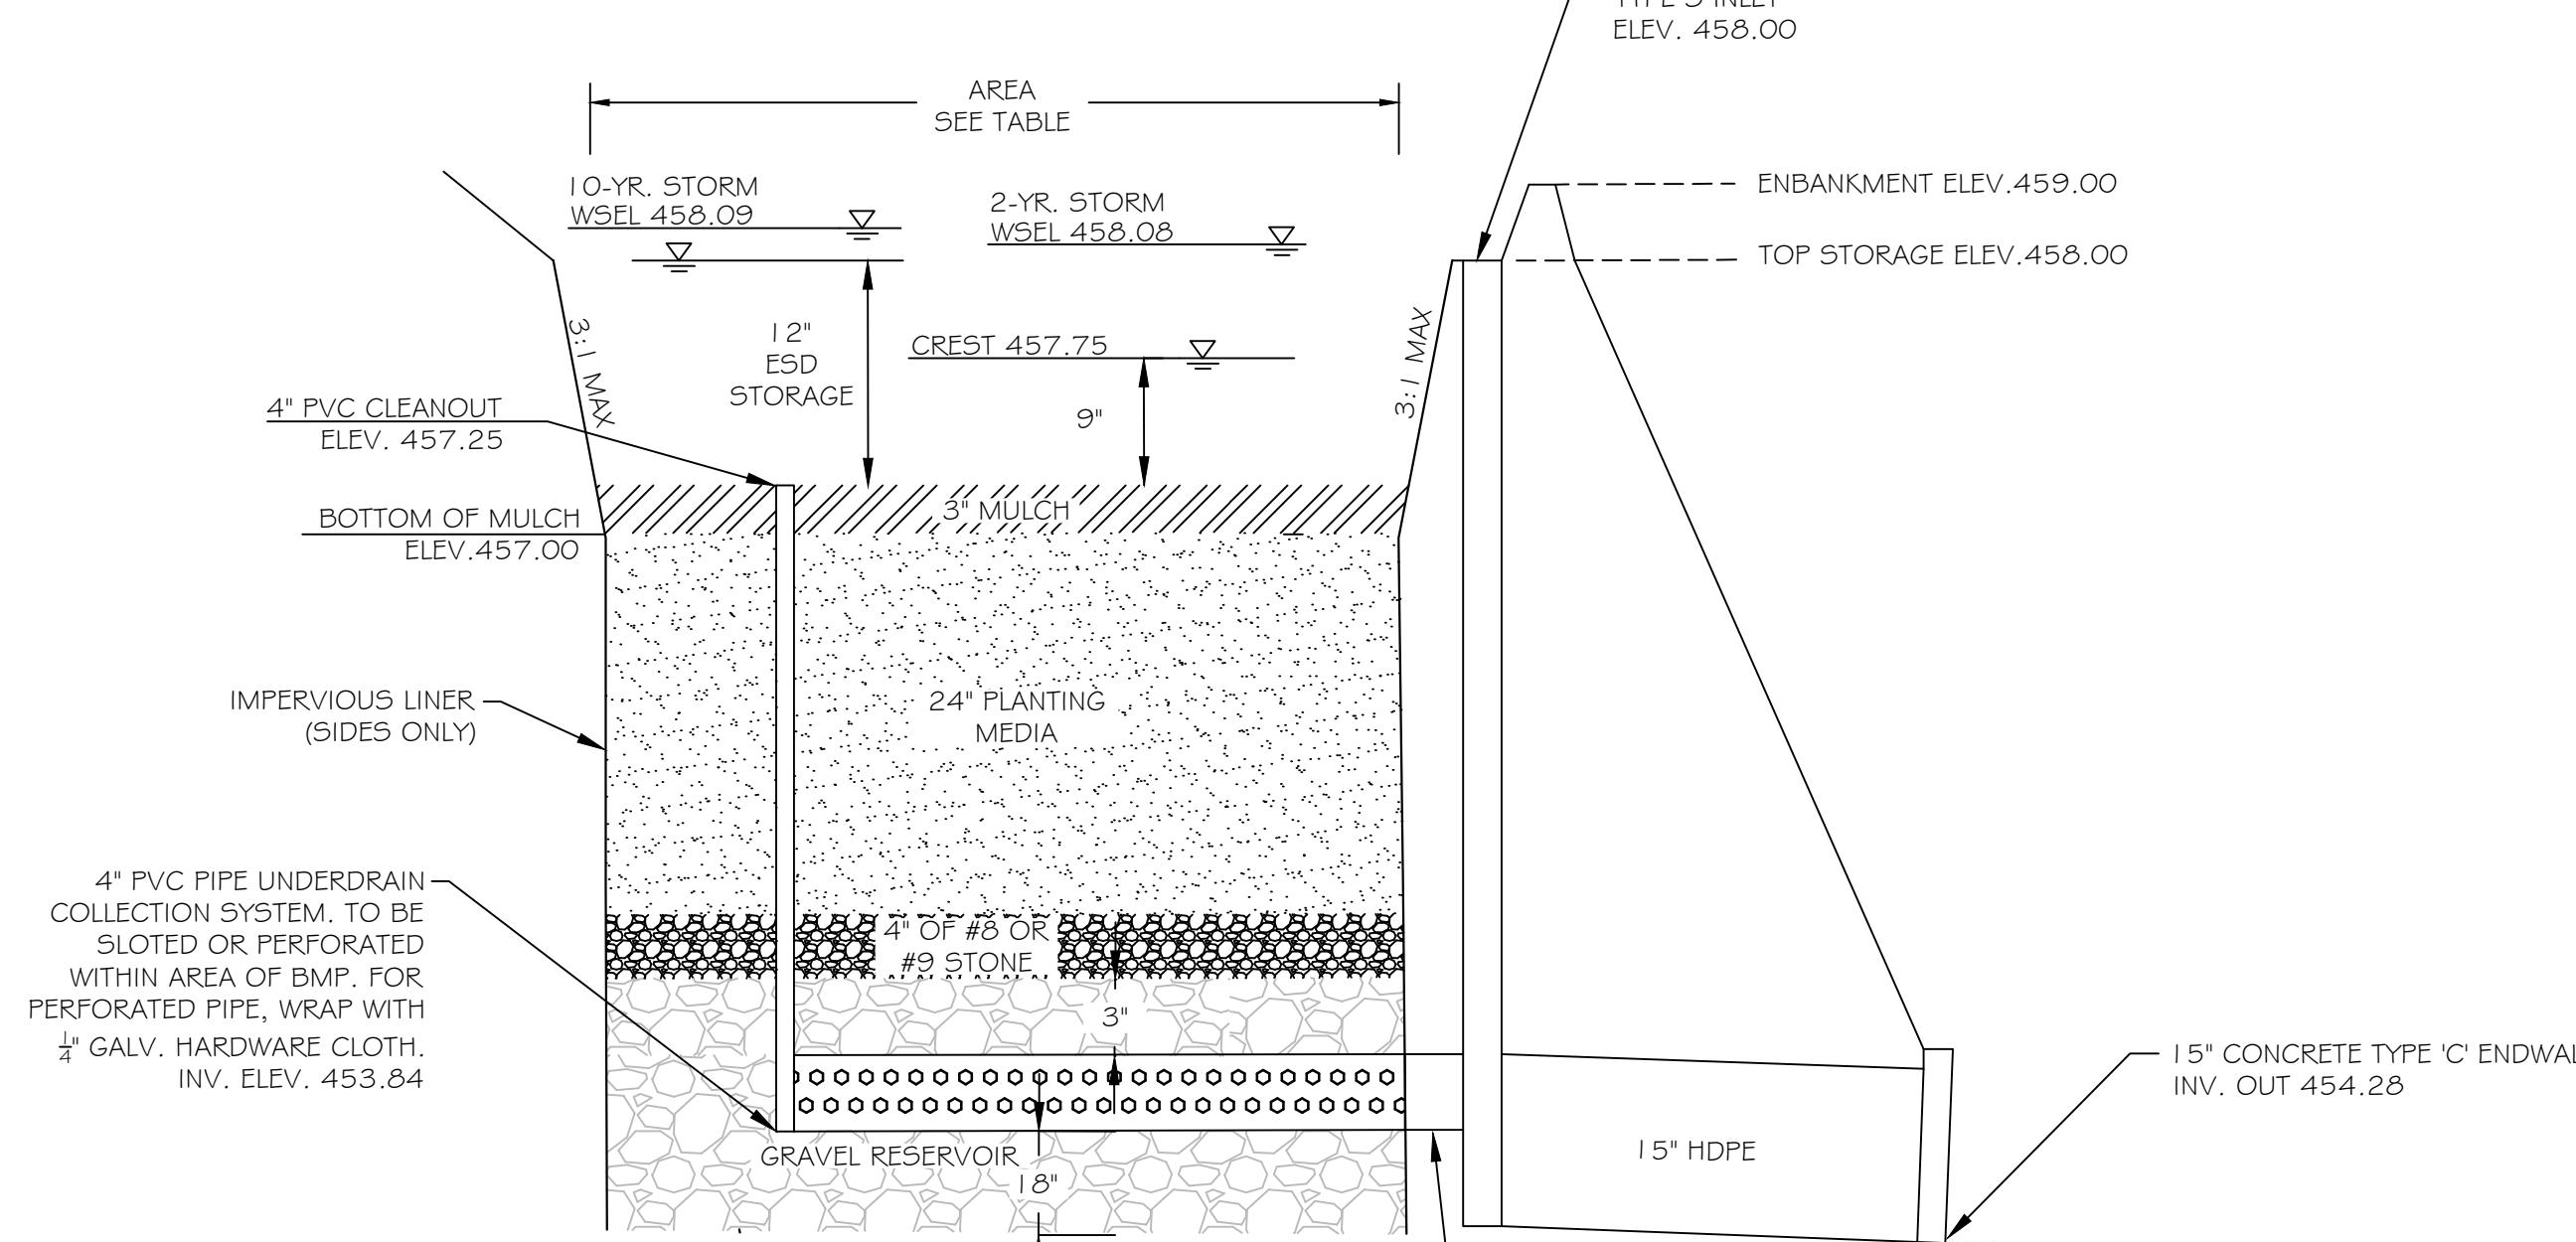 ELEV. 458.00
AREA
SEE TABLE
10-YR. STORM
WSEL 458.09
2-YR. STORM
WSEL 458.08
ENBANKMENT ELEV.459.00
TOP STORAGE ELEV.458.00
3:1 MAX
12"
ESD
STORAGE
CREST 457.75
9"
3:1 MAX
4" PVC CLEANOUT
ELEV. 457.25
3" MULCH
BOTTOM OF MULCH
ELEV.457.00
IMPERVIOUS LINER
(SIDES ONLY)
24" PLANTING
MEDIA
4" PVC PIPE UNDERDRAIN
COLLECTION SYSTEM. TO BE
SLOTED OR PERFORATED
WITHIN AREA OF BMP. FOR
PERFORATED PIPE, WRAP WITH
1/4" GALV. HARDWARE CLOTH.
INV. ELEV. 453.84
4" OF #8 OR
#9 STONE
3"
GRAVEL RESERVOIR
18"
15" HDPE
15" CONCRETE TYPE 'C' ENDWAL
INV. OUT 454.28